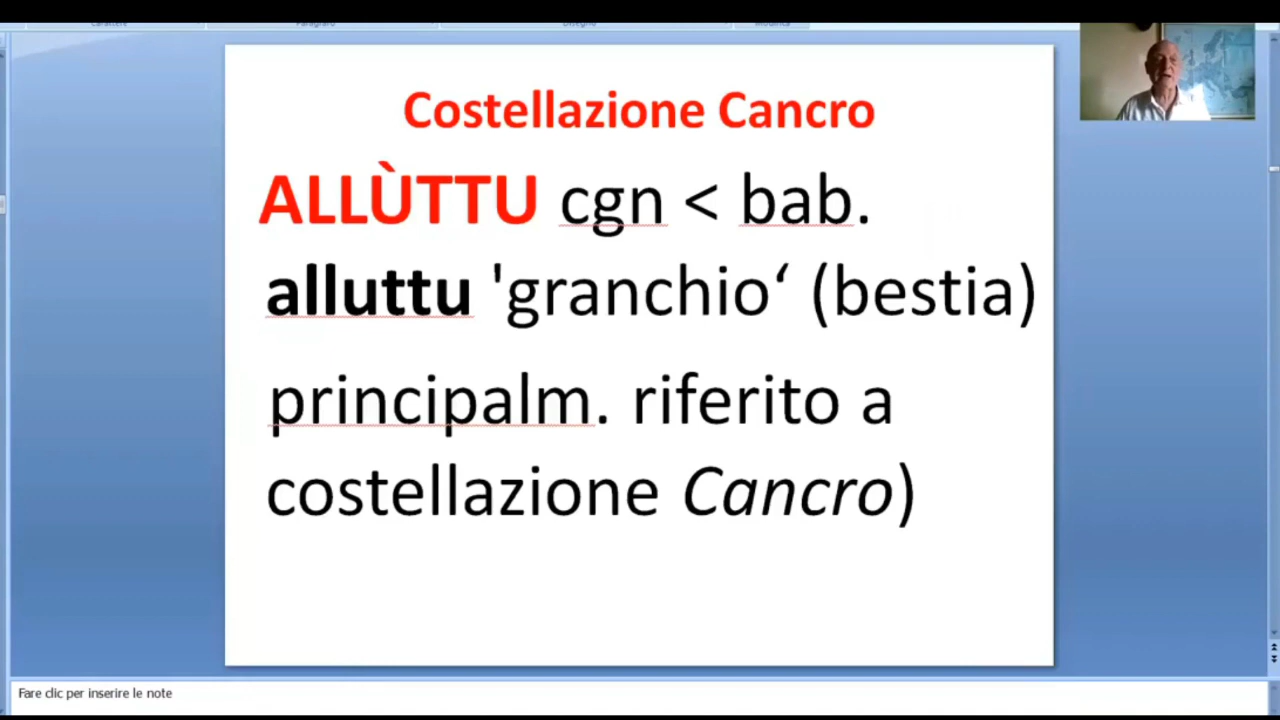 Costellazione Cancro
ALLÙTTU cgn < bab.
alluttu 'granchio‘ (bestia)
principalm. riferito a
costellazione Cancro)
Fare clic per inserire le note